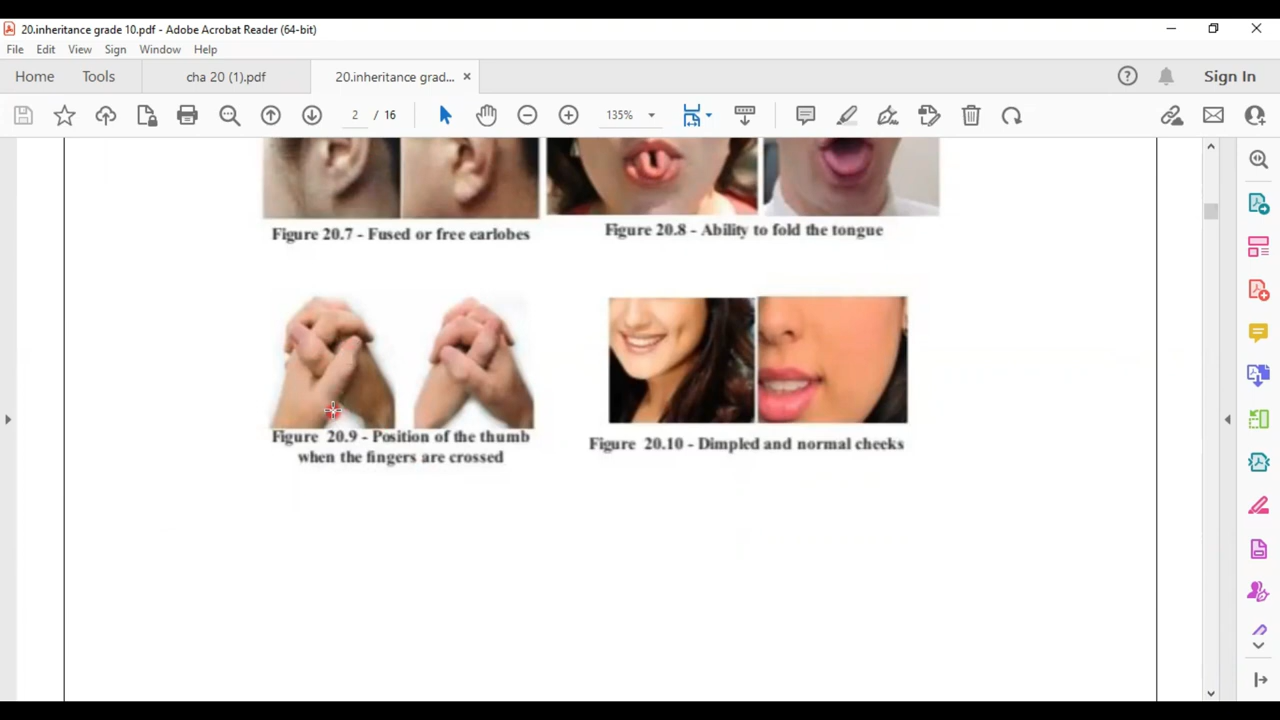 20.inheritance grade 10.pdf - Adobe Acrobat Reader (64-bit)
File Edit View Sign Window Help
Home Tools cha 20 (1).pdf 20.inheritance grad... × Sign In
2 / 16 135%
Figure 20.7 - Fused or free earlobes
Figure 20.8 - Ability to fold the tongue
Figure 20.9 - Position of the thumb
when the fingers are crossed
Figure 20.10 - Dimpled and normal cheeks